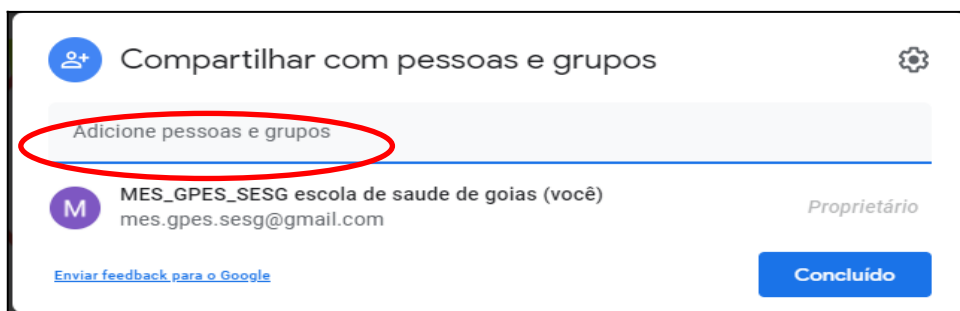 Compartilhar com pessoas e grupos
Adicione pessoas e grupos
M
MES_GPES_SESG escola de saude de goias (você)
mes.gpes.sesg@gmail.com
Proprietário
Enviar feedback para o Google
Concluído